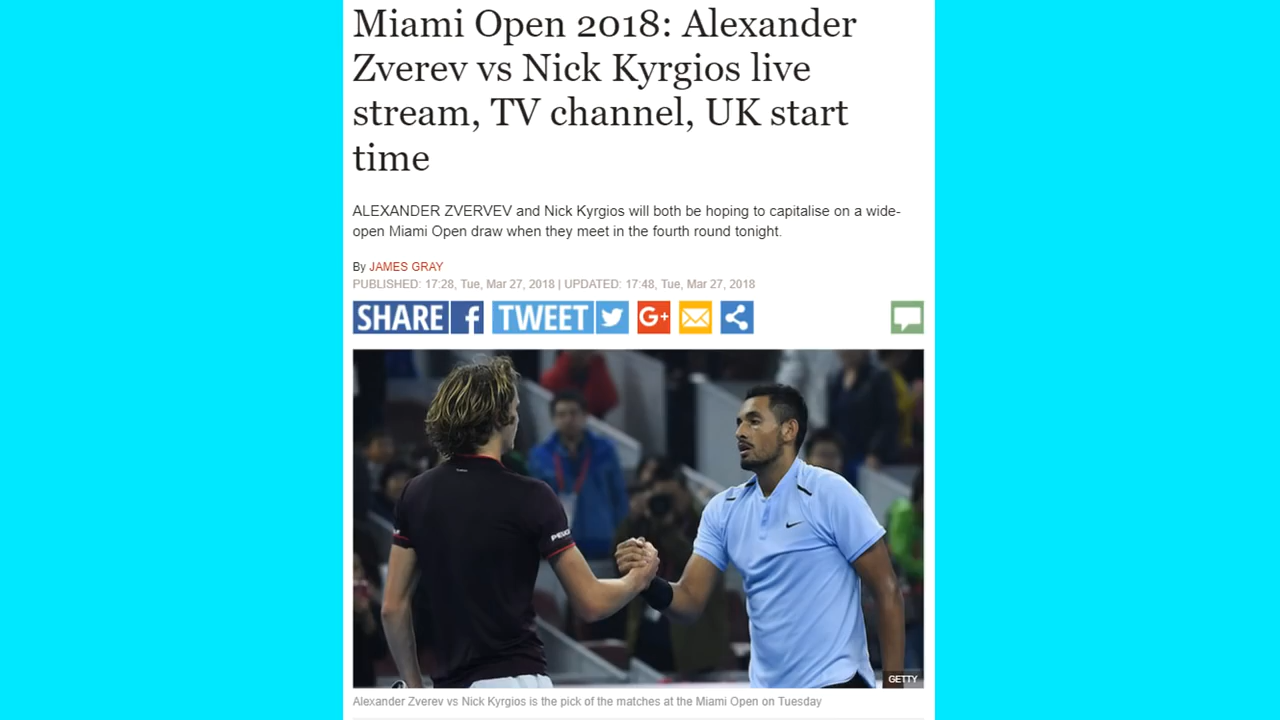 Miami Open 2018: Alexander
Zverev vs Nick Kyrgios live
stream, TV channel, UK start
time
ALEXANDER ZVERVEV and Nick Kyrgios will both be hoping to capitalise on a wide-
open Miami Open draw when they meet in the fourth round tonight.
By JAMES GRAY
PUBLISHED: 17:28, Tue, Mar 27, 2018 | UPDATED: 17:48, Tue, Mar 27, 2018
SHARE f TWEET G+
PEUGEOT
GETTY
Alexander Zverev vs Nick Kyrgios is the pick of the matches at the Miami Open on Tuesday